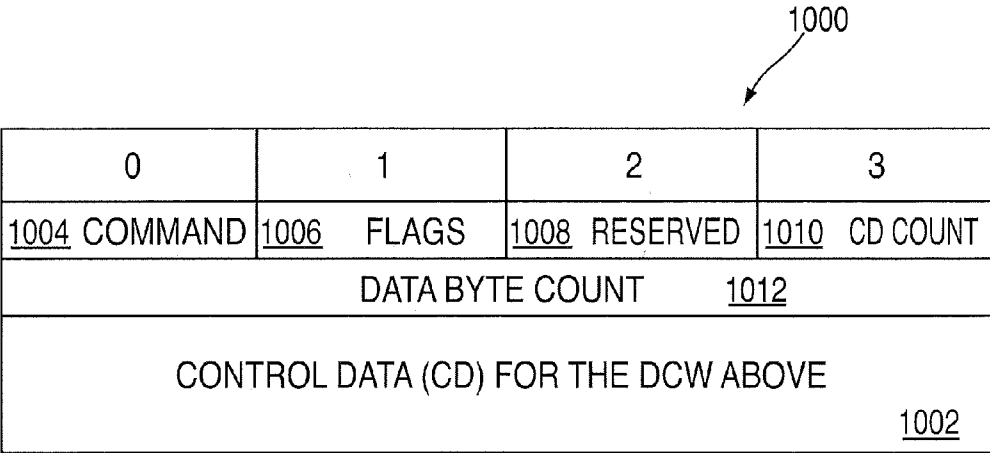 1000
0 1 2 3
1004 COMMAND 1006 FLAGS 1008 RESERVED 1010 CD COUNT
DATA BYTE COUNT 1012
CONTROL DATA (CD) FOR THE DCW ABOVE
1002